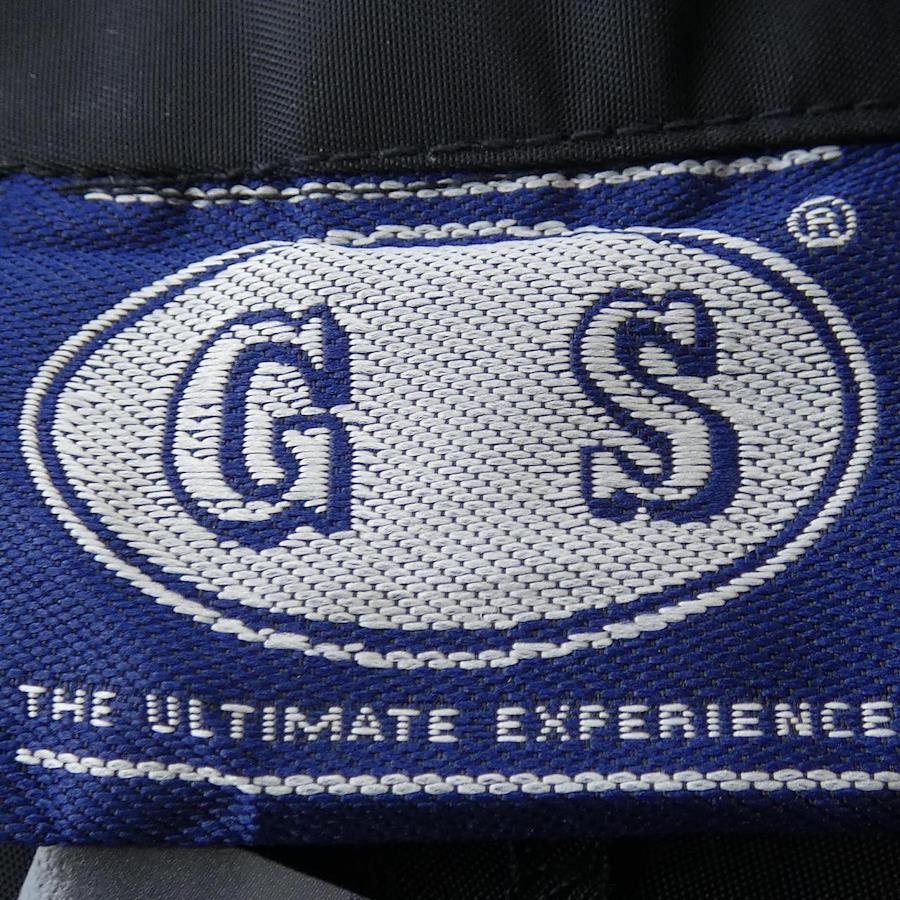 ®
G S
THE ULTIMATE EXPERIENCE